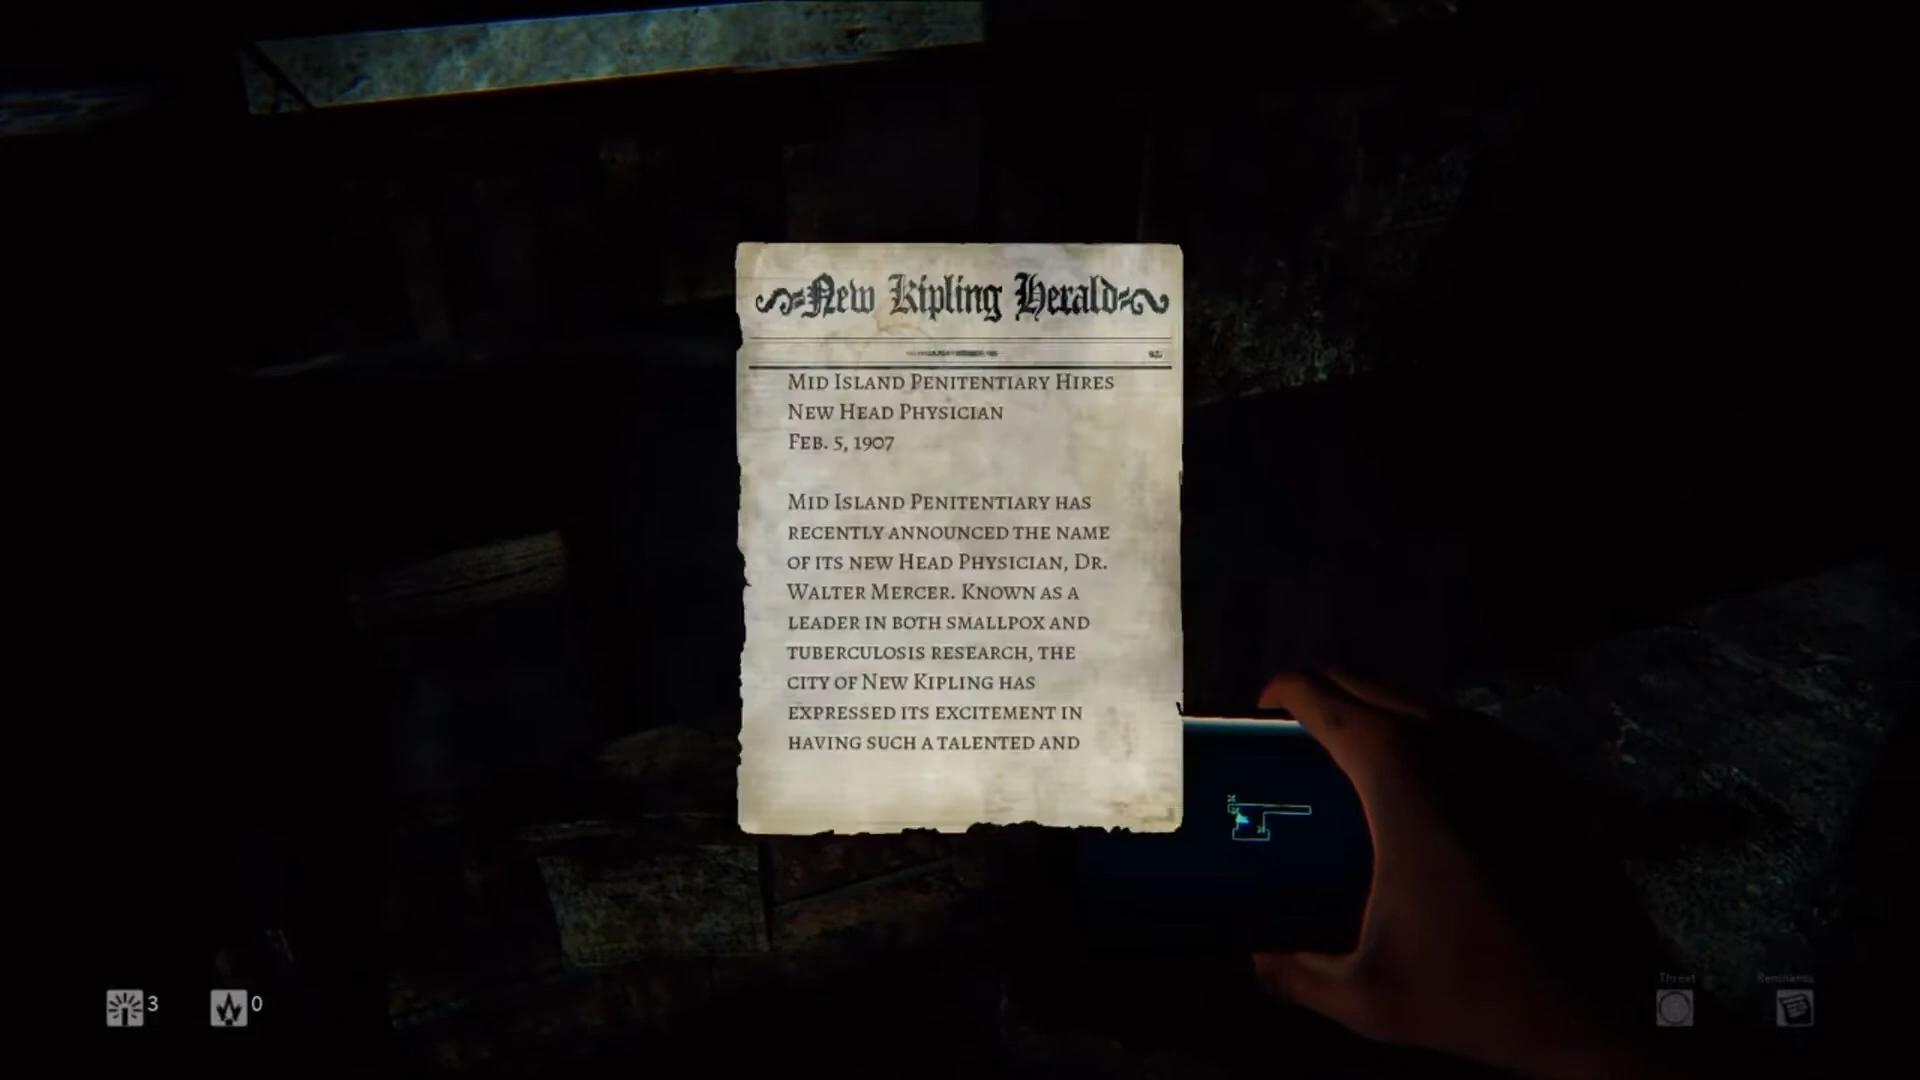 New Kipling Herald
Mid Island Penitentiary Hires
New Head Physician
Feb. 5, 1907
Mid Island Penitentiary has
recently announced the name
of its new Head Physician, Dr.
Walter Mercer. Known as a
leader in both smallpox and
tuberculosis research, the
city of New Kipling has
expressed its excitement in
having such a talented and
Threat
Remnants
3
0